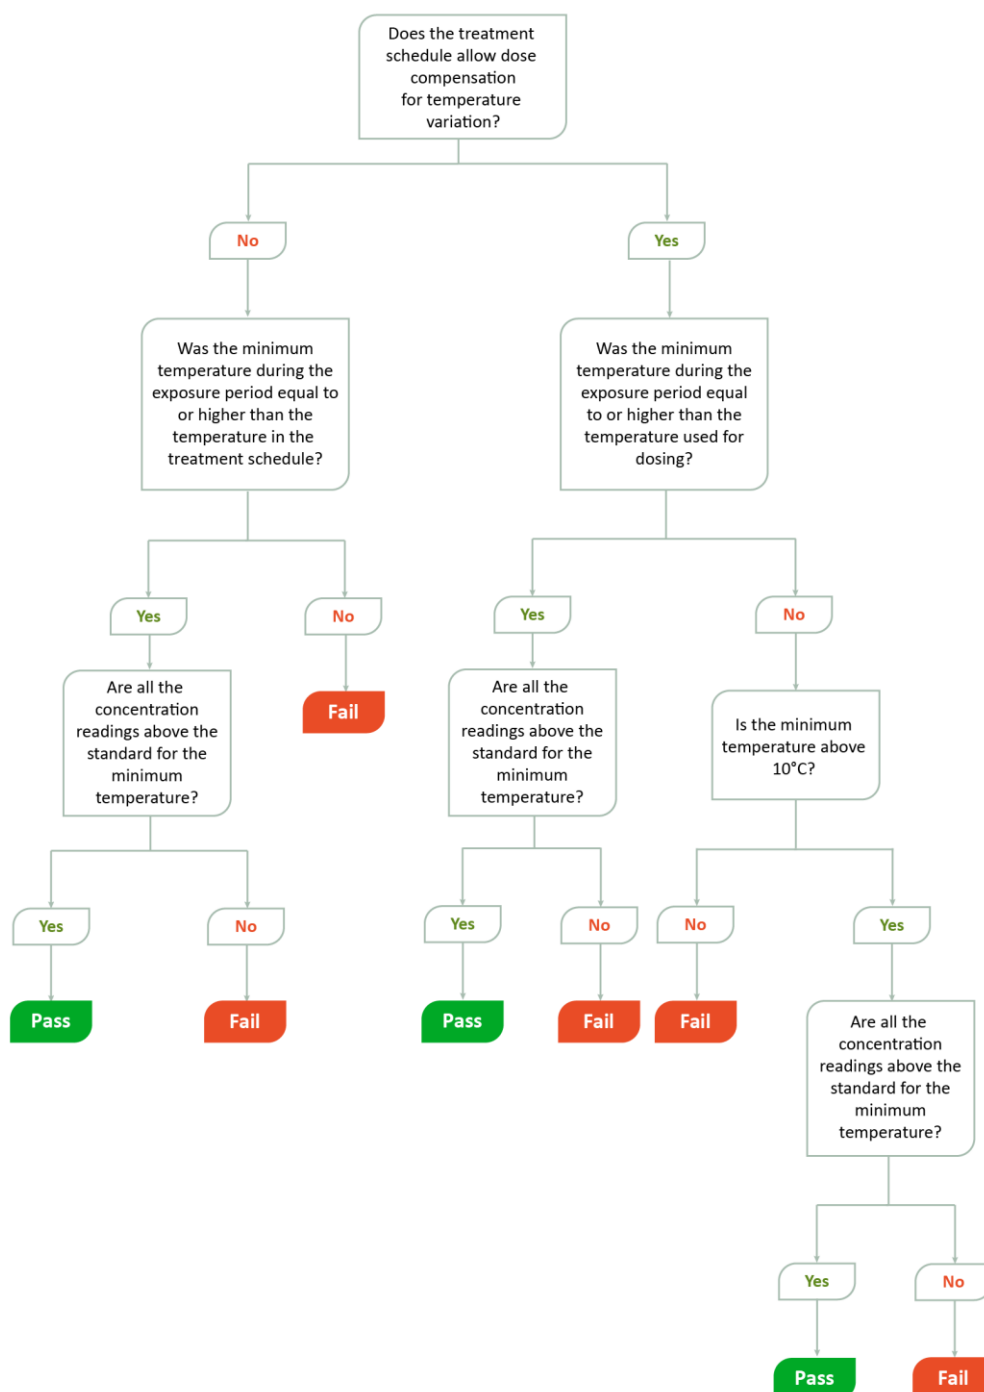 Does the treatment
schedule allow dose
compensation
for temperature
variation?
No
Yes
Was the minimum
temperature during the
exposure period equal to
or higher than the
temperature in the
treatment schedule?
Was the minimum
temperature during the
exposure period equal
to or higher than the
temperature used for
dosing?
Yes
No
Yes
No
Are all the
concentration
readings above the
standard for the
minimum
temperature?
Fail
Are all the
concentration
readings above the
standard for the
minimum
temperature?
Is the minimum
temperature above
10°C?
Yes
No
Yes
No
No
Yes
Pass
Fail
Pass
Fail
Fail
Are all the
concentration
readings above the
standard for the
minimum
temperature?
Yes
No
Pass
Fail